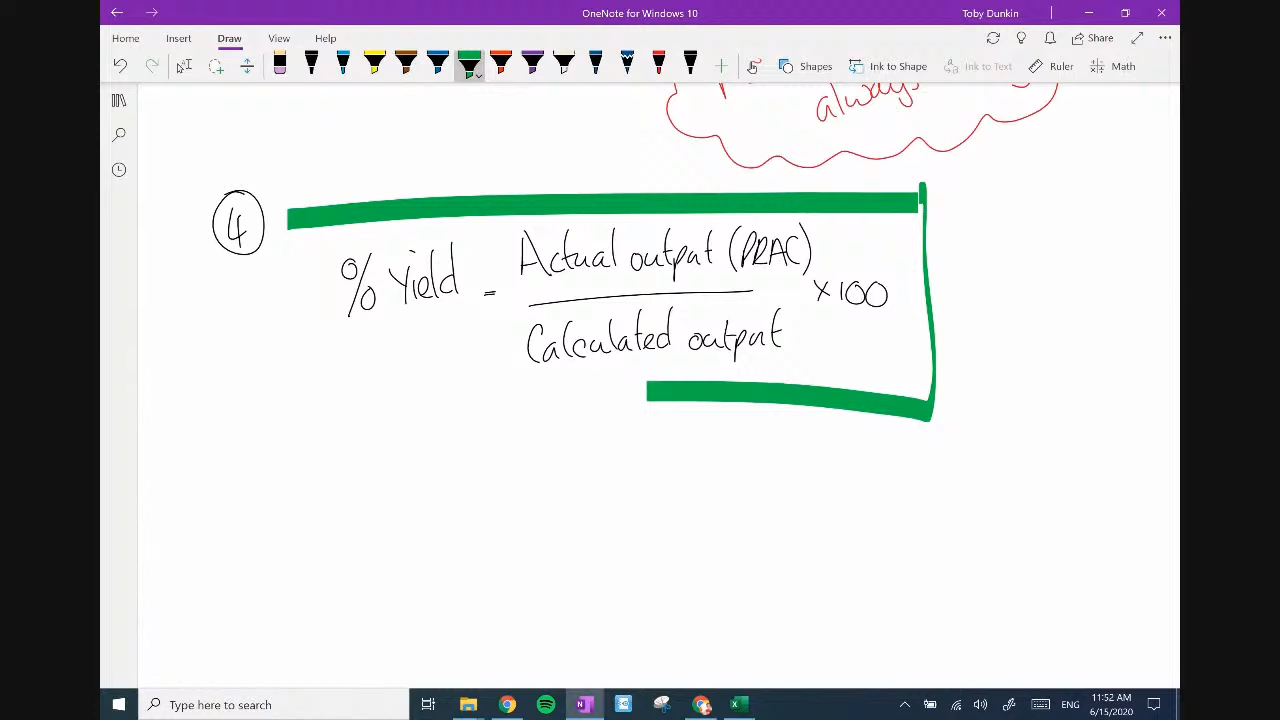 OneNote for Windows 10
Toby Dunkin
Home
Insert
Draw
View
Help
Share
Shapes
Ink to Shape
Ink to Text
Ruler
Math
always
4
% Yield = Actual output (PRAC)
Calculated output
×100
Type here to search
ENG
11:52 AM
6/15/2020